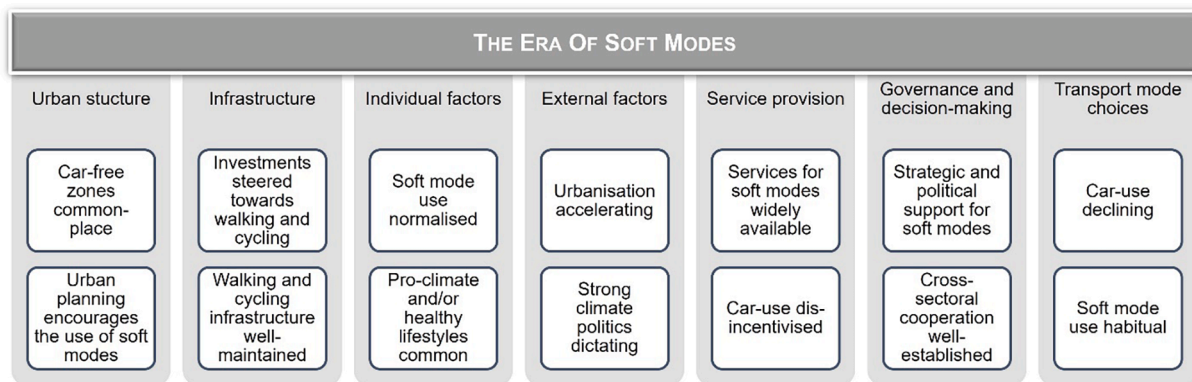 THE ERA OF SOFT MODES
Urban stucture
Car-free
zones
common-
place
Urban
planning
encourages
the use of soft
modes
Infrastructure
Investments
steered
towards
walking and
cycling
Walking and
cycling
infrastructure
well-
maintained
Individual factors
Soft mode
use
normalised
Pro-climate
and/or
healthy
lifestyles
common
External factors
Urbanisation
accelerating
Strong
climate
politics
dictating
Service provision
Services for
soft modes
widely
available
Car-use dis-
incentivised
Governance and
decision-making
Strategic and
political
support for
soft modes
Cross-
sectoral
cooperation
well-
established
Transport mode
choices
Car-use
declining
Soft mode
use habitual